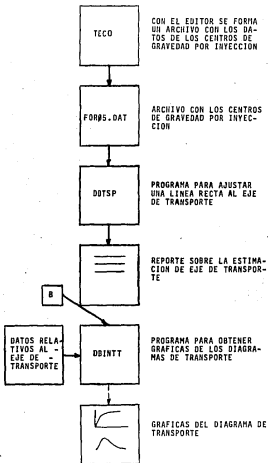 TECO
CON EL EDITOR SE FORMA
UN ARCHIVO CON LOS DA-
TOS DE LOS CENTROS DE
GRAVEDAD POR INYECCION
FORØ5.DAT
ARCHIVO CON LOS CENTROS
DE GRAVEDAD POR INYEC-
CION
DDTSP
PROGRAMA PARA AJUSTAR
UNA LINEA RECTA AL EJE
DE TRANSPORTE
REPORTE SOBRE LA ESTIMA-
CION DE EJE DE TRANSPOR-
TE
B
DATOS RELA-
TIVOS AL -
EJE DE -
TRANSPORTE
DBINTT
PROGRAMA PARA OBTENER
GRAFICAS DE LOS DIAGRA-
MAS DE TRANSPORTE
GRAFICAS DEL DIAGRAMA DE
TRANSPORTE